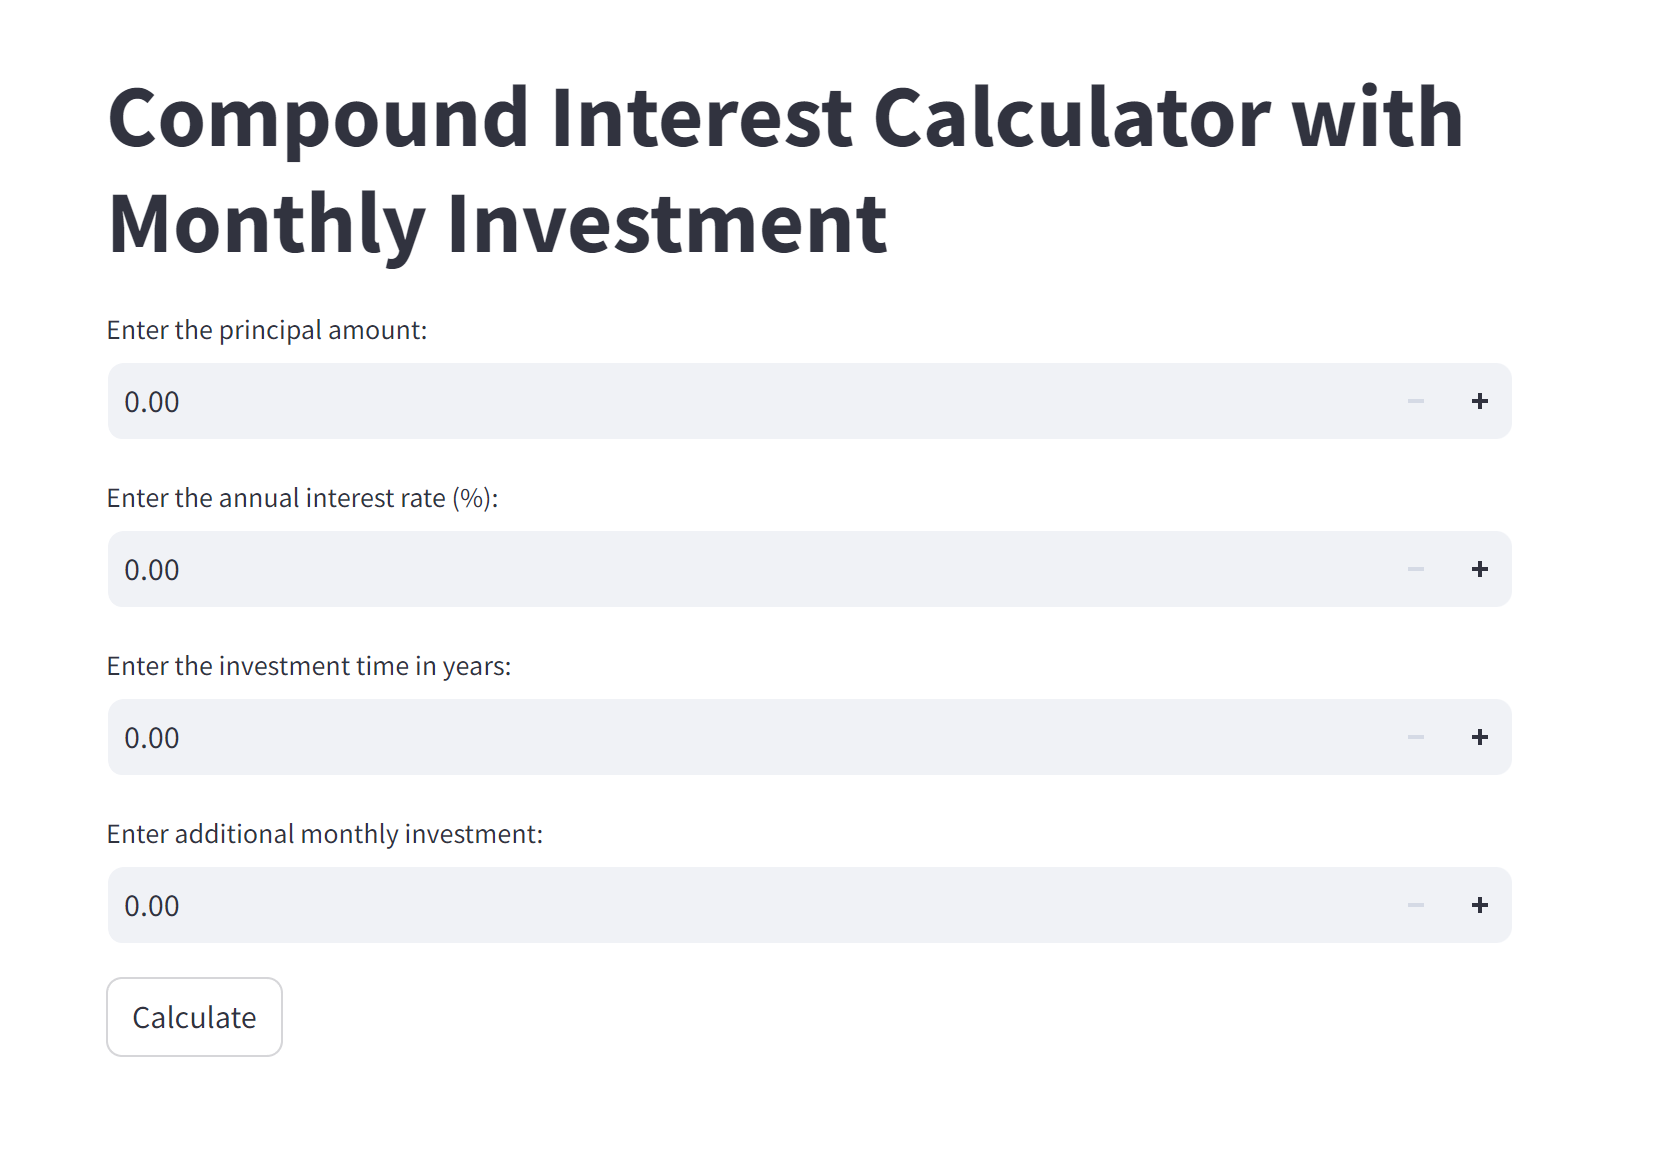 Compound Interest Calculator with
Monthly Investment
Enter the principal amount:
0.00
Enter the annual interest rate (%):
0.00
Enter the investment time in years:
0.00
Enter additional monthly investment:
0.00
Calculate